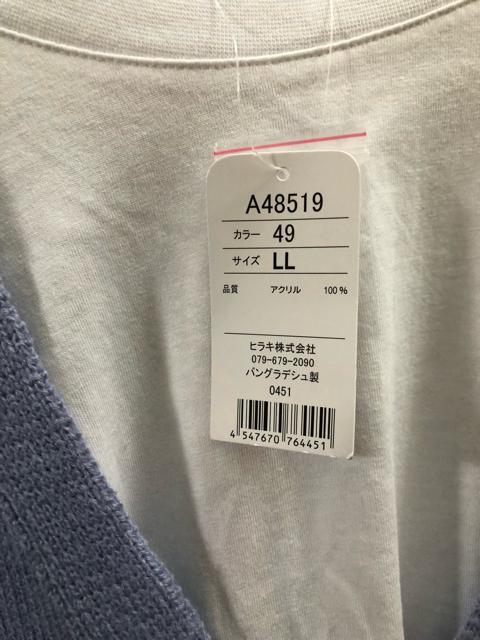 A48519
カラー 49
サイズ LL
品質 アクリル 100%
ヒラキ株式会社
079-679-2090
バングラデシュ製
0451
4 547670 764451